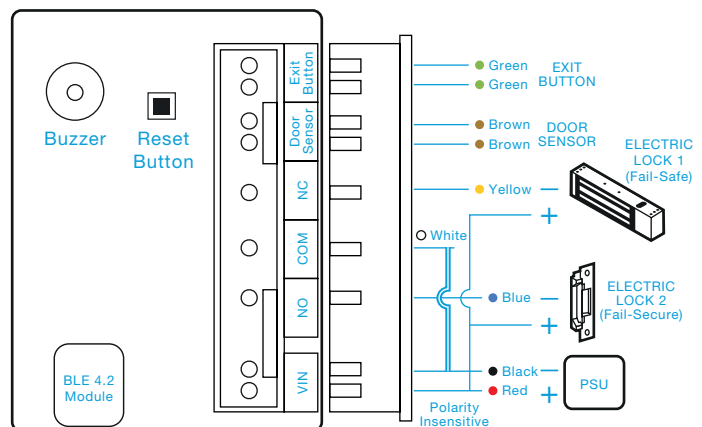 Buzzer
Reset
Button
BLE 4.2
Module
Exit
Button
Door
Sensor
NC
COM
NO
VIN
Green
Green
EXIT
BUTTON
Brown
Brown
DOOR
SENSOR
ELECTRIC
LOCK 1
(Fail-Safe)
Yellow −
+
White
Blue −
+
ELECTRIC
LOCK 2
(Fail-Secure)
Black −
Red +
PSU
Polarity
Insensitive